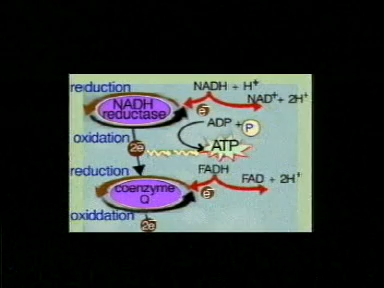 reduction
NADH + H⁺
NADH
reductase
e⁻
NAD⁺ + 2H⁺
ADP + P
oxidation
2e⁻
ATP
reduction
FADH
coenzyme
Q
e⁻
FAD + 2H⁺
oxiddation
2e⁻